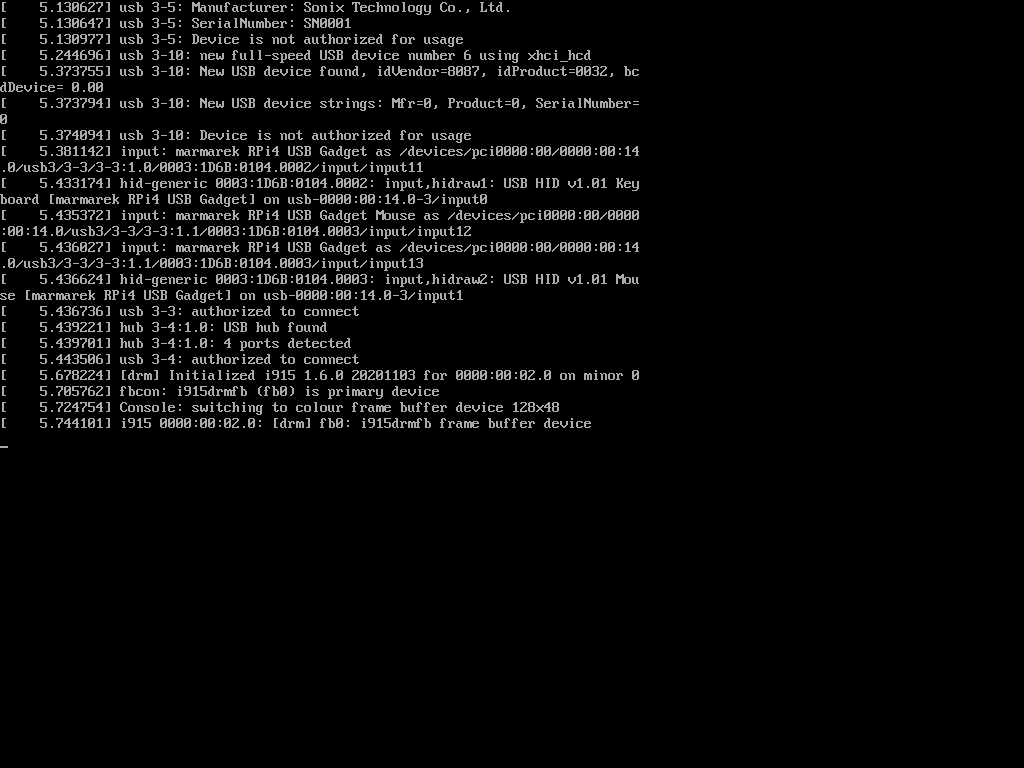 [    5.130627] usb 3-5: Manufacturer: Sonix Technology Co., Ltd.
[    5.130647] usb 3-5: SerialNumber: SN0001
[    5.130977] usb 3-5: Device is not authorized for usage
[    5.244696] usb 3-10: new full-speed USB device number 6 using xhci_hcd
[    5.373755] usb 3-10: New USB device found, idVendor=8087, idProduct=0032, bc
dDevice= 0.00
[    5.373794] usb 3-10: New USB device strings: Mfr=0, Product=0, SerialNumber=
0
[    5.374094] usb 3-10: Device is not authorized for usage
[    5.381142] input: marmarek RPi4 USB Gadget as /devices/pci0000:00/0000:00:14
.0/usb3/3-3/3-3:1.0/0003:1D6B:0104.0002/input/input11
[    5.433174] hid-generic 0003:1D6B:0104.0002: input,hidraw1: USB HID v1.01 Key
board [marmarek RPi4 USB Gadget] on usb-0000:00:14.0-3/input0
[    5.435372] input: marmarek RPi4 USB Gadget Mouse as /devices/pci0000:00/0000
:00:14.0/usb3/3-3/3-3:1.1/0003:1D6B:0104.0003/input/input12
[    5.436027] input: marmarek RPi4 USB Gadget as /devices/pci0000:00/0000:00:14
.0/usb3/3-3/3-3:1.1/0003:1D6B:0104.0003/input/input13
[    5.436624] hid-generic 0003:1D6B:0104.0003: input,hidraw2: USB HID v1.01 Mou
se [marmarek RPi4 USB Gadget] on usb-0000:00:14.0-3/input1
[    5.436736] usb 3-3: authorized to connect
[    5.439221] hub 3-4:1.0: USB hub found
[    5.439701] hub 3-4:1.0: 4 ports detected
[    5.443506] usb 3-4: authorized to connect
[    5.678224] [drm] Initialized i915 1.6.0 20201103 for 0000:00:02.0 on minor 0
[    5.705762] fbcon: i915drmfb (fb0) is primary device
[    5.724754] Console: switching to colour frame buffer device 128x48
[    5.744101] i915 0000:00:02.0: [drm] fb0: i915drmfb frame buffer device